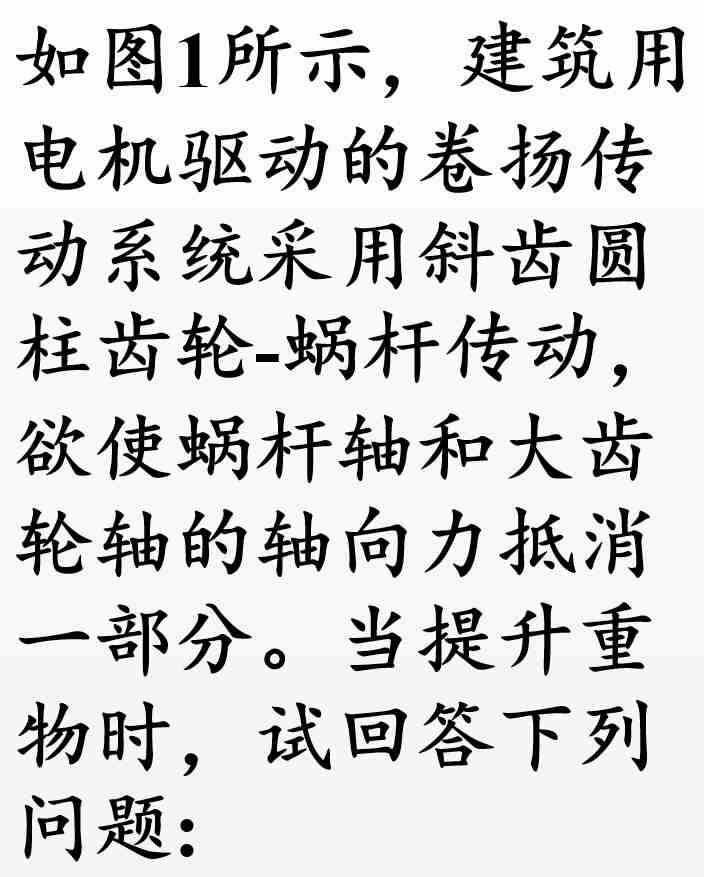 如图1所示，建筑用
电机驱动的卷扬传
动系统采用斜齿圆
柱齿轮-蜗杆传动，
欲使蜗杆轴和大齿
轮轴的轴向力抵消
一部分。当提升重
物时，试回答下列
问题：